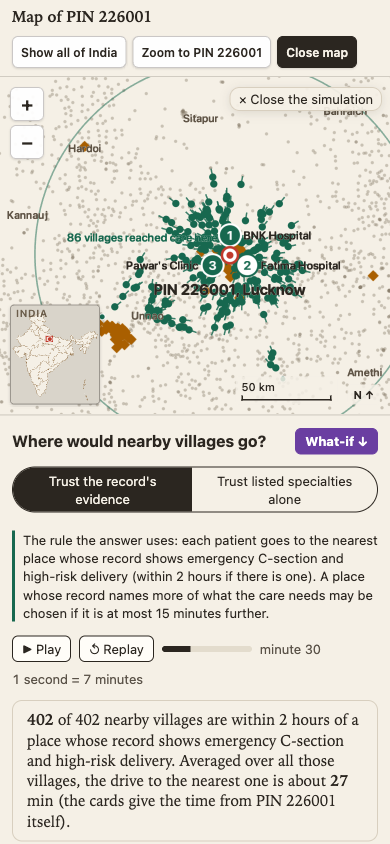 Map of PIN 226001
Show all of India
Zoom to PIN 226001
Close map
+
−
× Close the simulation
Sitapur
Bahraich
Hardoi
Kannauj
86 villages reached care
1
BNK Hospital
Pawar's Clinic
3
2
Fatima Hospital
PIN 226001, Lucknow
Unnao
INDIA
Amethi
50 km
N ↑
Where would nearby villages go?
What-if ↓
Trust the record's
evidence
Trust listed specialties
alone
The rule the answer uses: each patient goes to the nearest
place whose record shows emergency C-section and
high-risk delivery (within 2 hours if there is one). A place
whose record names more of what the care needs may be
chosen if it is at most 15 minutes further.
▶ Play
↺ Replay
minute 30
1 second = 7 minutes
402 of 402 nearby villages are within 2 hours of a
place whose record shows emergency C-section
and high-risk delivery. Averaged over all those
villages, the drive to the nearest one is about 27
min (the cards give the time from PIN 226001
itself).